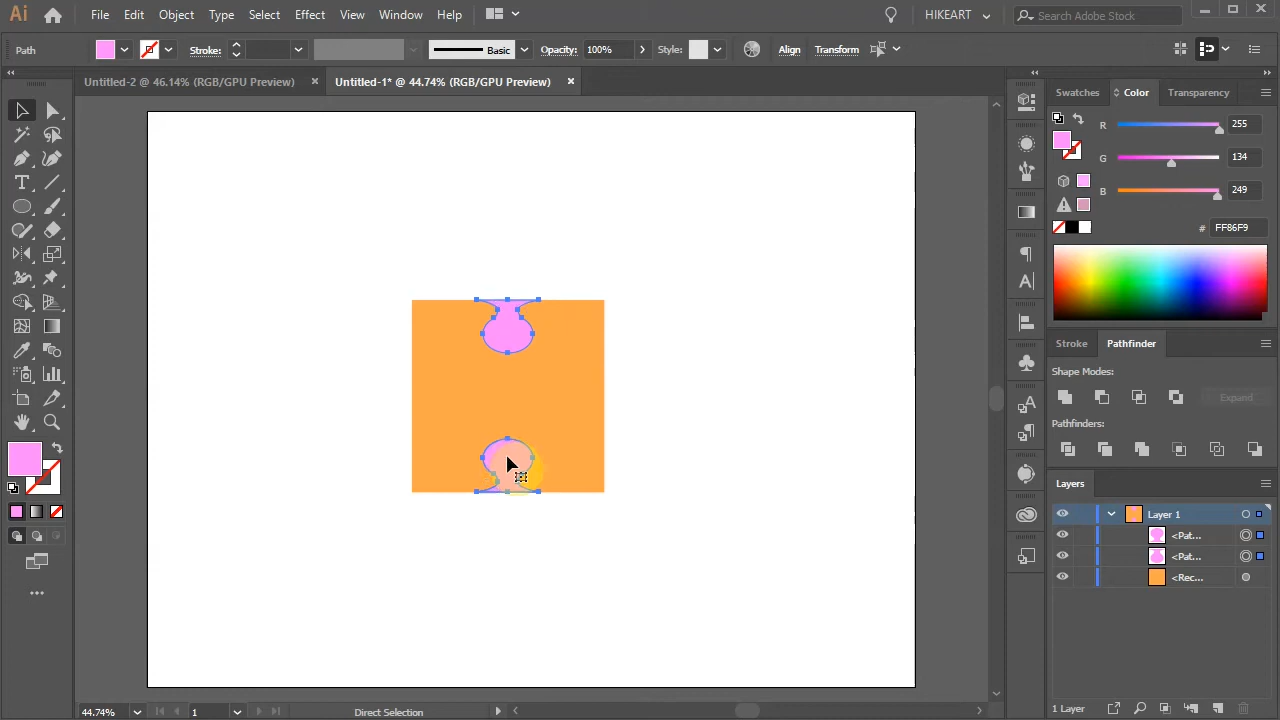 Ai File Edit Object Type Select Effect View Window Help HIKEART Search Adobe Stock
Path Stroke: Basic Opacity: 100% Style: Align Transform
Untitled-2 @ 46.14% (RGB/GPU Preview) Untitled-1* @ 44.74% (RGB/GPU Preview)
Swatches Color Transparency
R 255
G 134
B 249
# FF86F9
Stroke Pathfinder
Shape Modes:
Expand
Pathfinders:
Layers
Layer 1
<Pat...
<Pat...
<Rec...
44.74% 1 Direct Selection 1 Layer